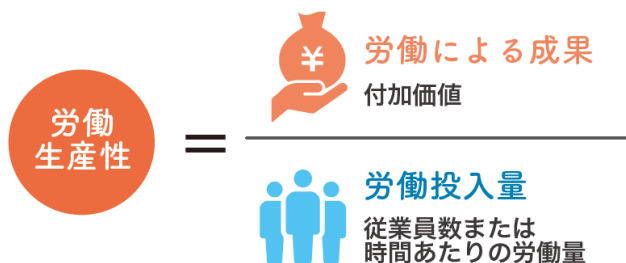 労働
生産性
=
¥
労働による成果
付加価値
労働投入量
従業員数または
時間あたりの労働量